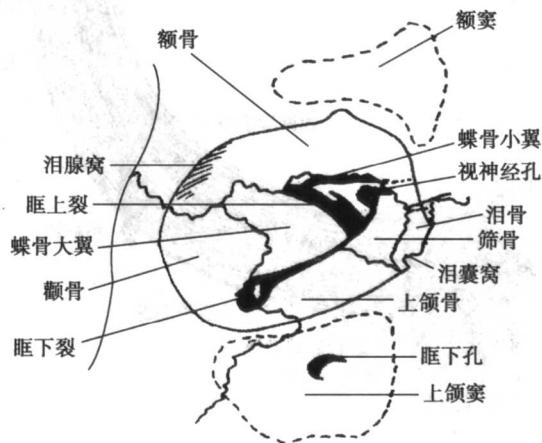 额窦
额骨
蝶骨小翼
泪腺窝
视神经孔
眶上裂
泪骨
蝶骨大翼
筛骨
泪囊窝
颧骨
上颌骨
眶下裂
眶下孔
上颌窦